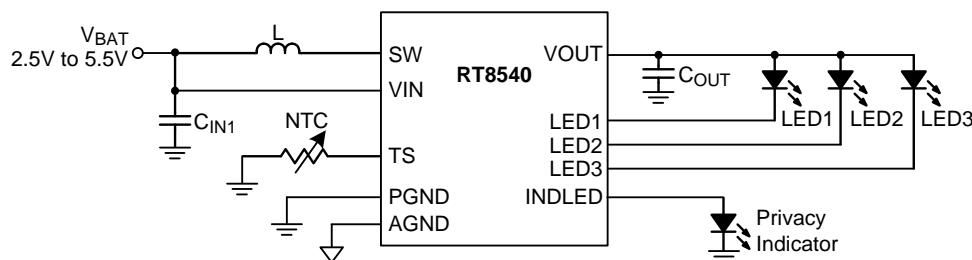 VBAT
2.5V to 5.5V
L
SW
VIN
CIN1
NTC
TS
PGND
AGND
RT8540
VOUT
COUT
LED1
LED2
LED3
LED1
LED2
LED3
INDLED
Privacy
Indicator